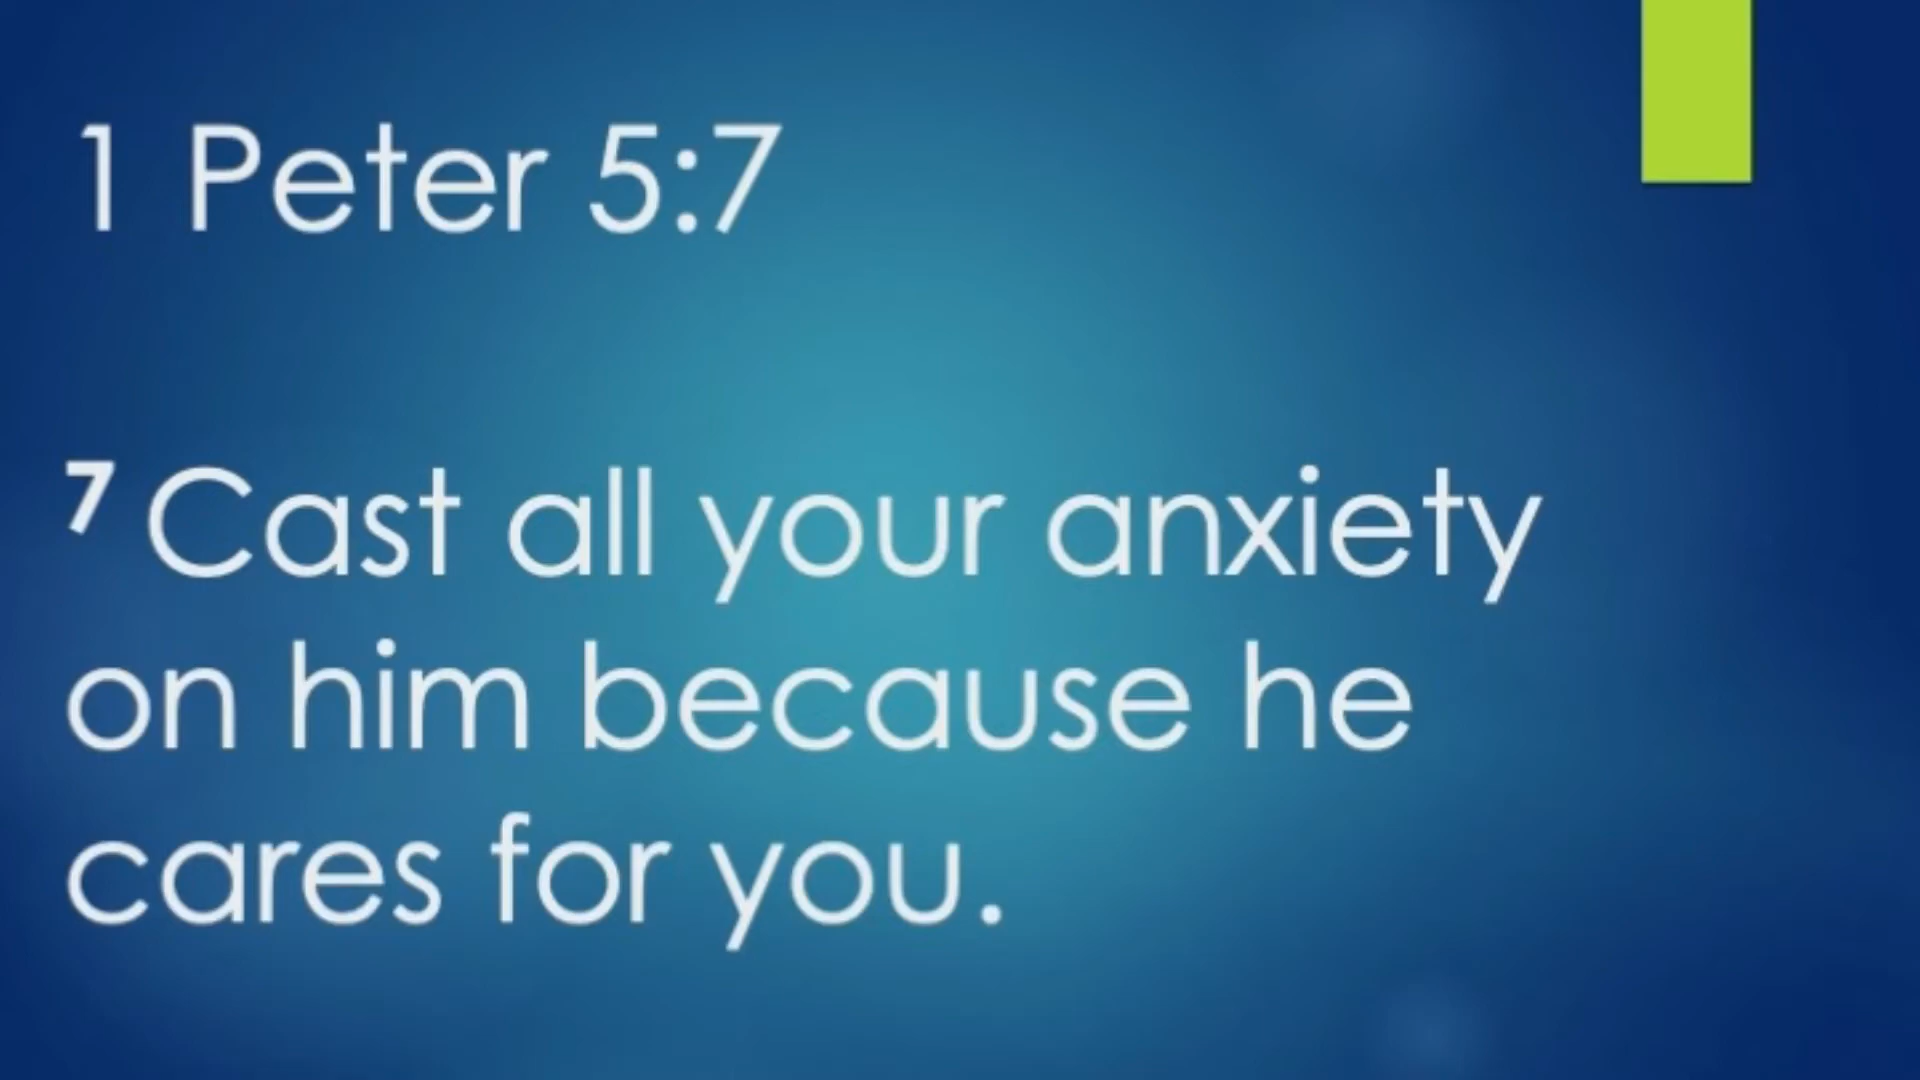 1 Peter 5:7
7 Cast all your anxiety
on him because he
cares for you.